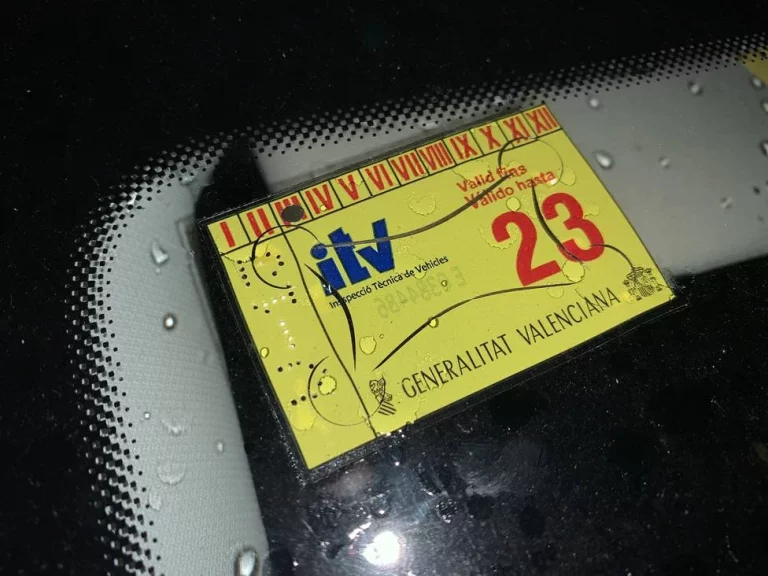 I II III IV V VI VII VIII IX X XI XII
Valid fins
Válido hasta
23
itv
Inspecció Tècnica de Vehicles
GENERALITAT VALENCIANA